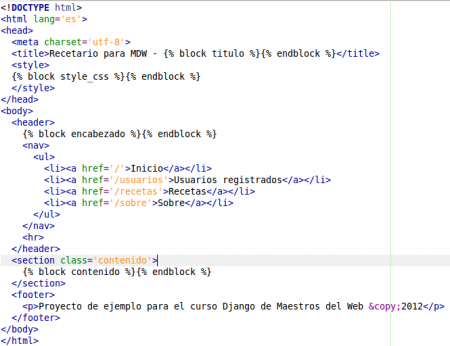 <!DOCTYPE html>
<html lang='es'>
<head>
<meta charset='utf-8'>
<title>Recetario para MDW - {% block titulo %}{% endblock %}</title>
<style>
{% block style_css %}{% endblock %}
</style>
</head>
<body>
<header>
{% block encabezado %}{% endblock %}
<nav>
<ul>
<li><a href='/'>Inicio</a></li>
<li><a href='/usuarios'>Usuarios registrados</a></li>
<li><a href='/recetas'>Recetas</a></li>
<li><a href='/sobre'>Sobre</a></li>
</ul>
</nav>
<hr>
</header>
<section class='contenido'>
{% block contenido %}{% endblock %}
</section>
<footer>
<p>Proyecto de ejemplo para el curso Django de Maestros del Web &copy;2012</p>
</footer>
</body>
</html>